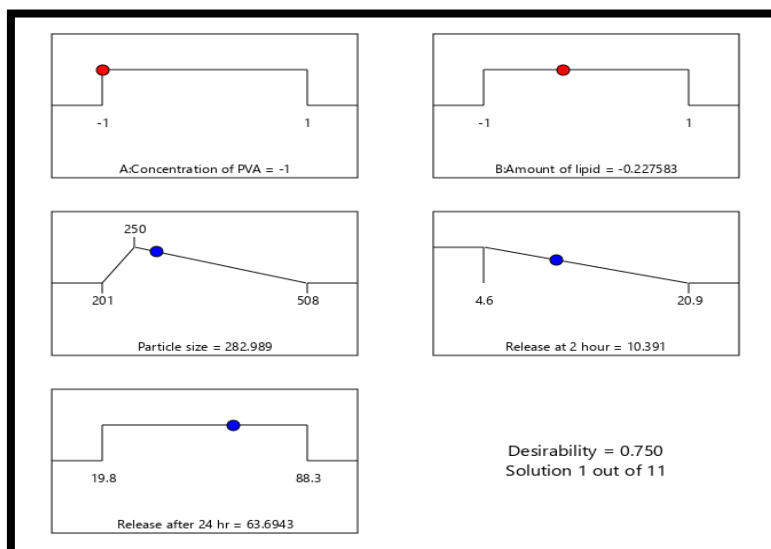 -1 1
A:Concentration of PVA = -1
-1 1
B:Amount of lipid = -0.227583
250
201 508
Particle size = 282.989
4.6 20.9
Release at 2 hour = 10.391
19.8 88.3
Release after 24 hr = 63.6943
Desirability = 0.750
Solution 1 out of 11